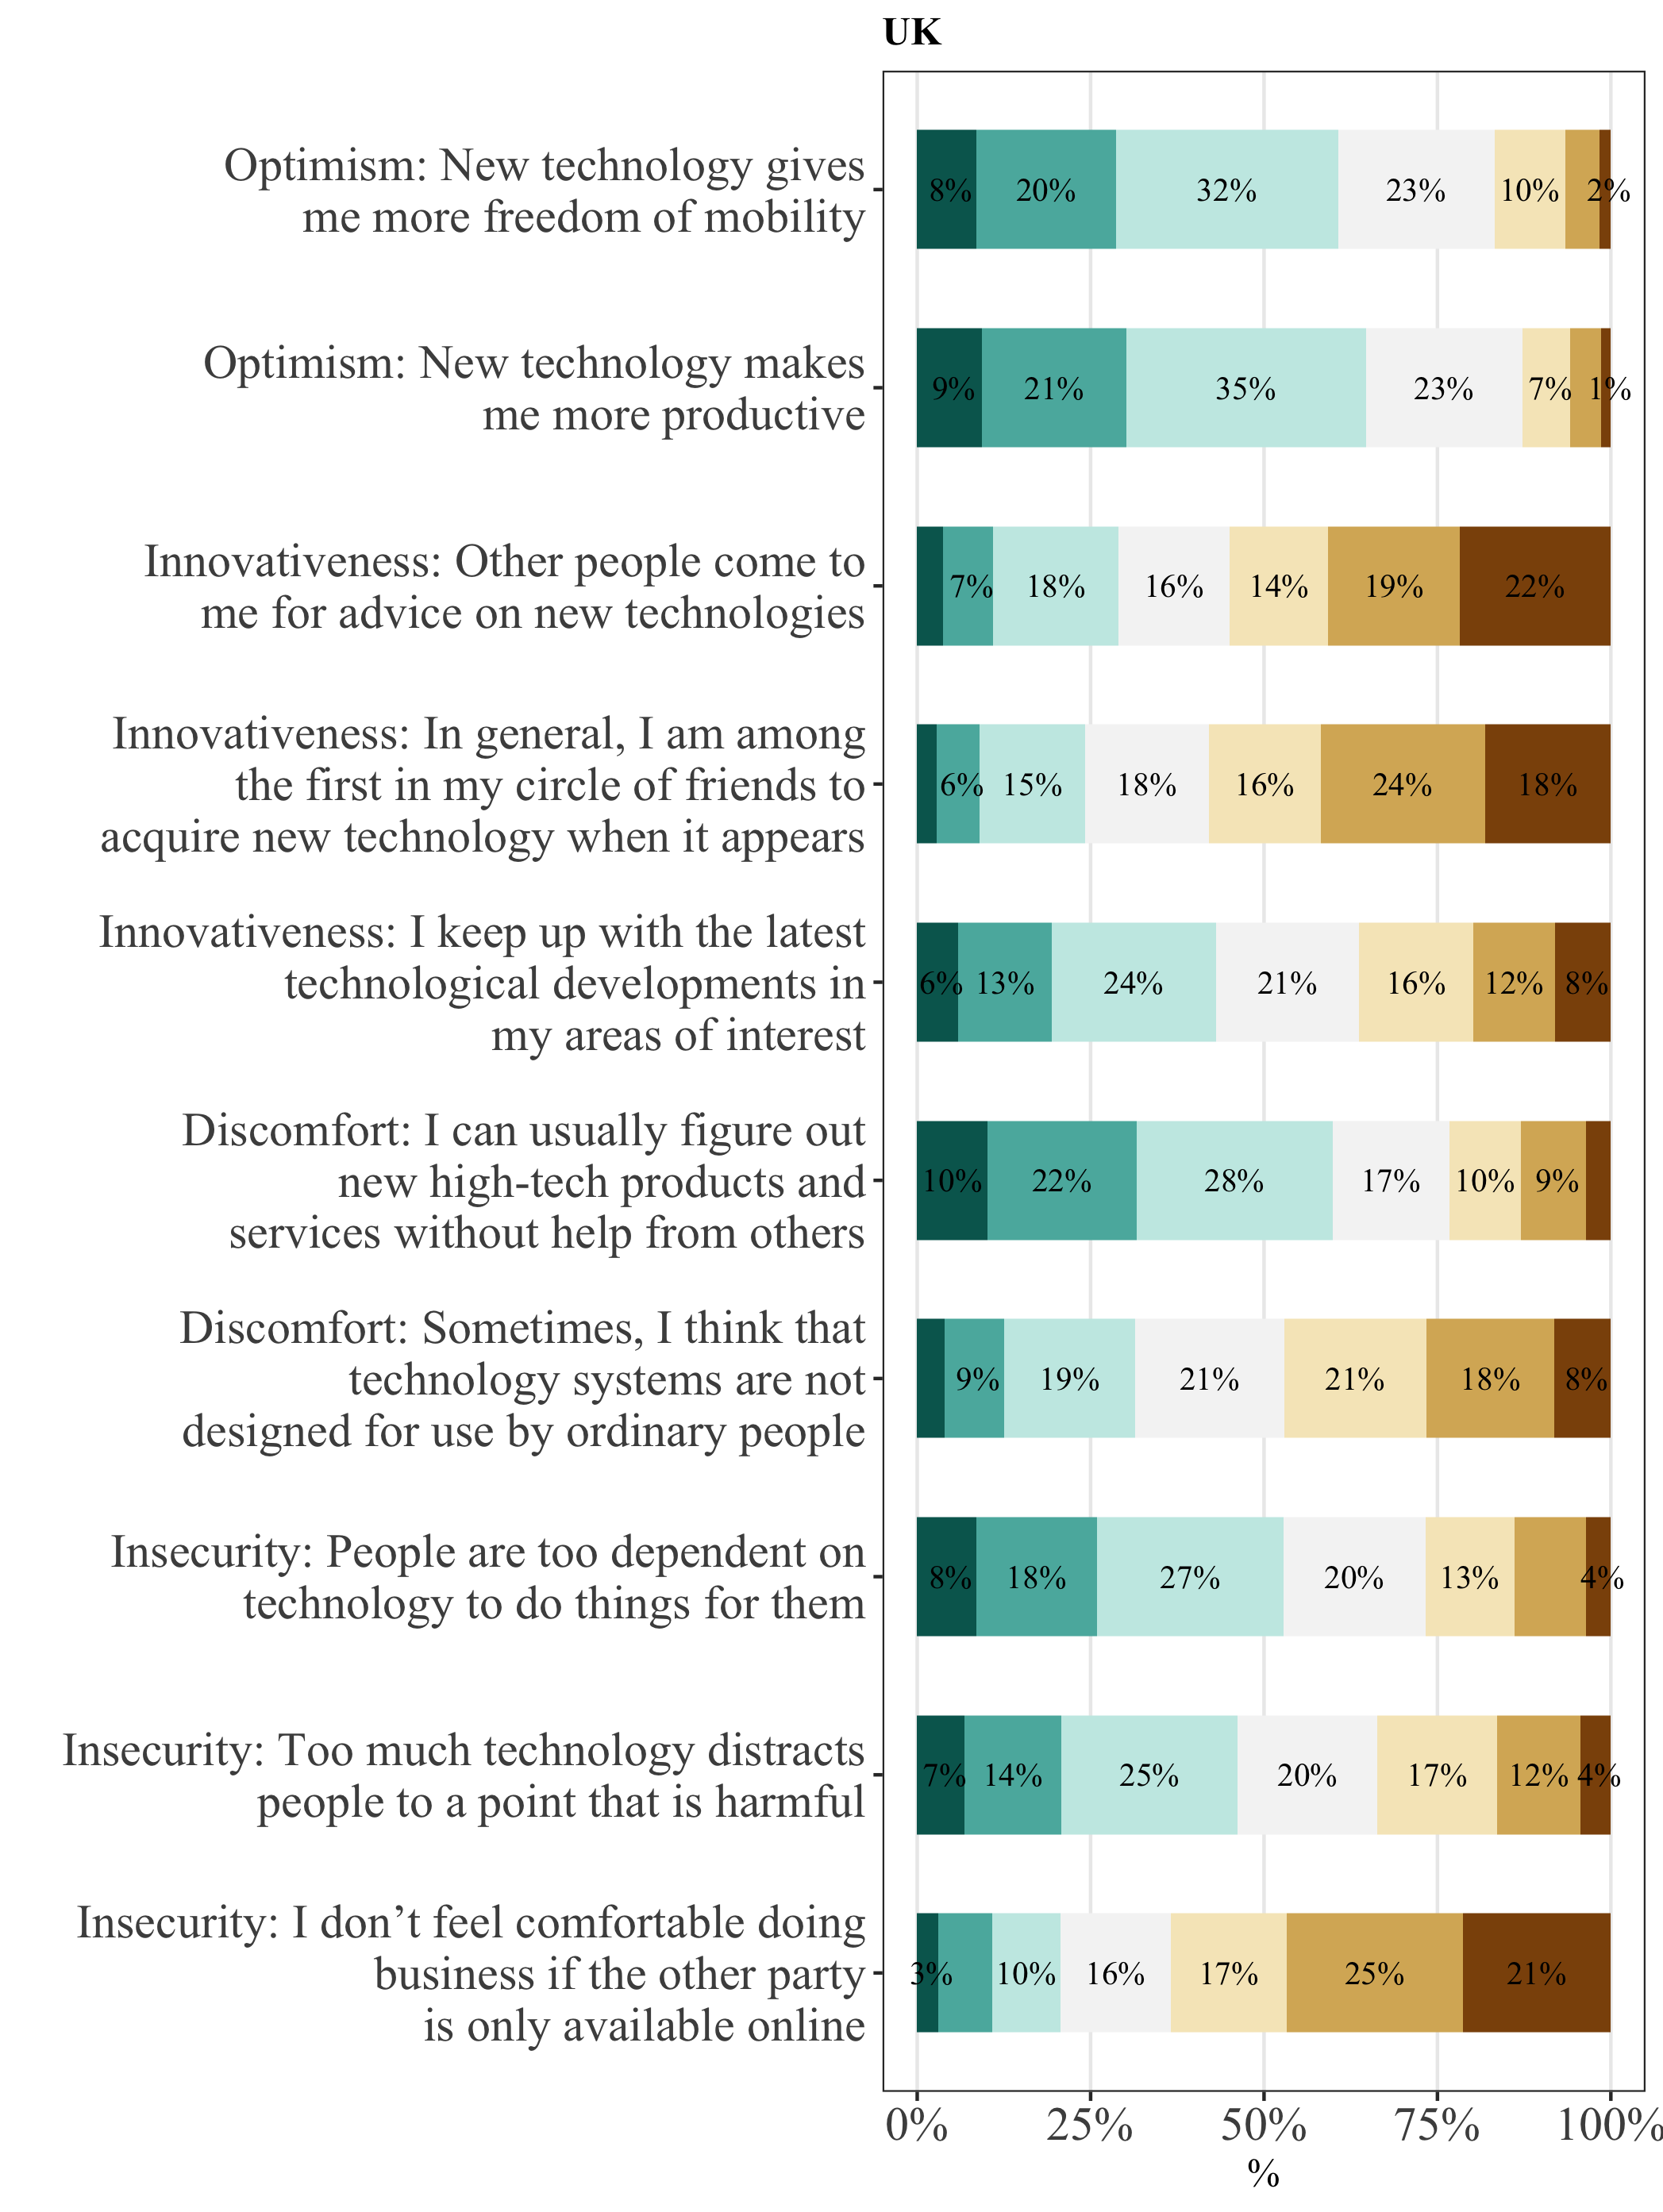 UK
Optimism: New technology gives
me more freedom of mobility
8% 20% 32% 23% 10% 2%
Optimism: New technology makes
me more productive
9% 21% 35% 23% 7% 1%
Innovativeness: Other people come to
me for advice on new technologies
7% 18% 16% 14% 19% 22%
Innovativeness: In general, I am among
the first in my circle of friends to
acquire new technology when it appears
6% 15% 18% 16% 24% 18%
Innovativeness: I keep up with the latest
technological developments in
my areas of interest
6% 13% 24% 21% 16% 12% 8%
Discomfort: I can usually figure out
new high-tech products and
services without help from others
10% 22% 28% 17% 10% 9%
Discomfort: Sometimes, I think that
technology systems are not
designed for use by ordinary people
9% 19% 21% 21% 18% 8%
Insecurity: People are too dependent on
technology to do things for them
8% 18% 27% 20% 13% 4%
Insecurity: Too much technology distracts
people to a point that is harmful
7% 14% 25% 20% 17% 12% 4%
Insecurity: I don’t feel comfortable doing
business if the other party
is only available online
3% 10% 16% 17% 25% 21%
0% 25% 50% 75% 100%
%